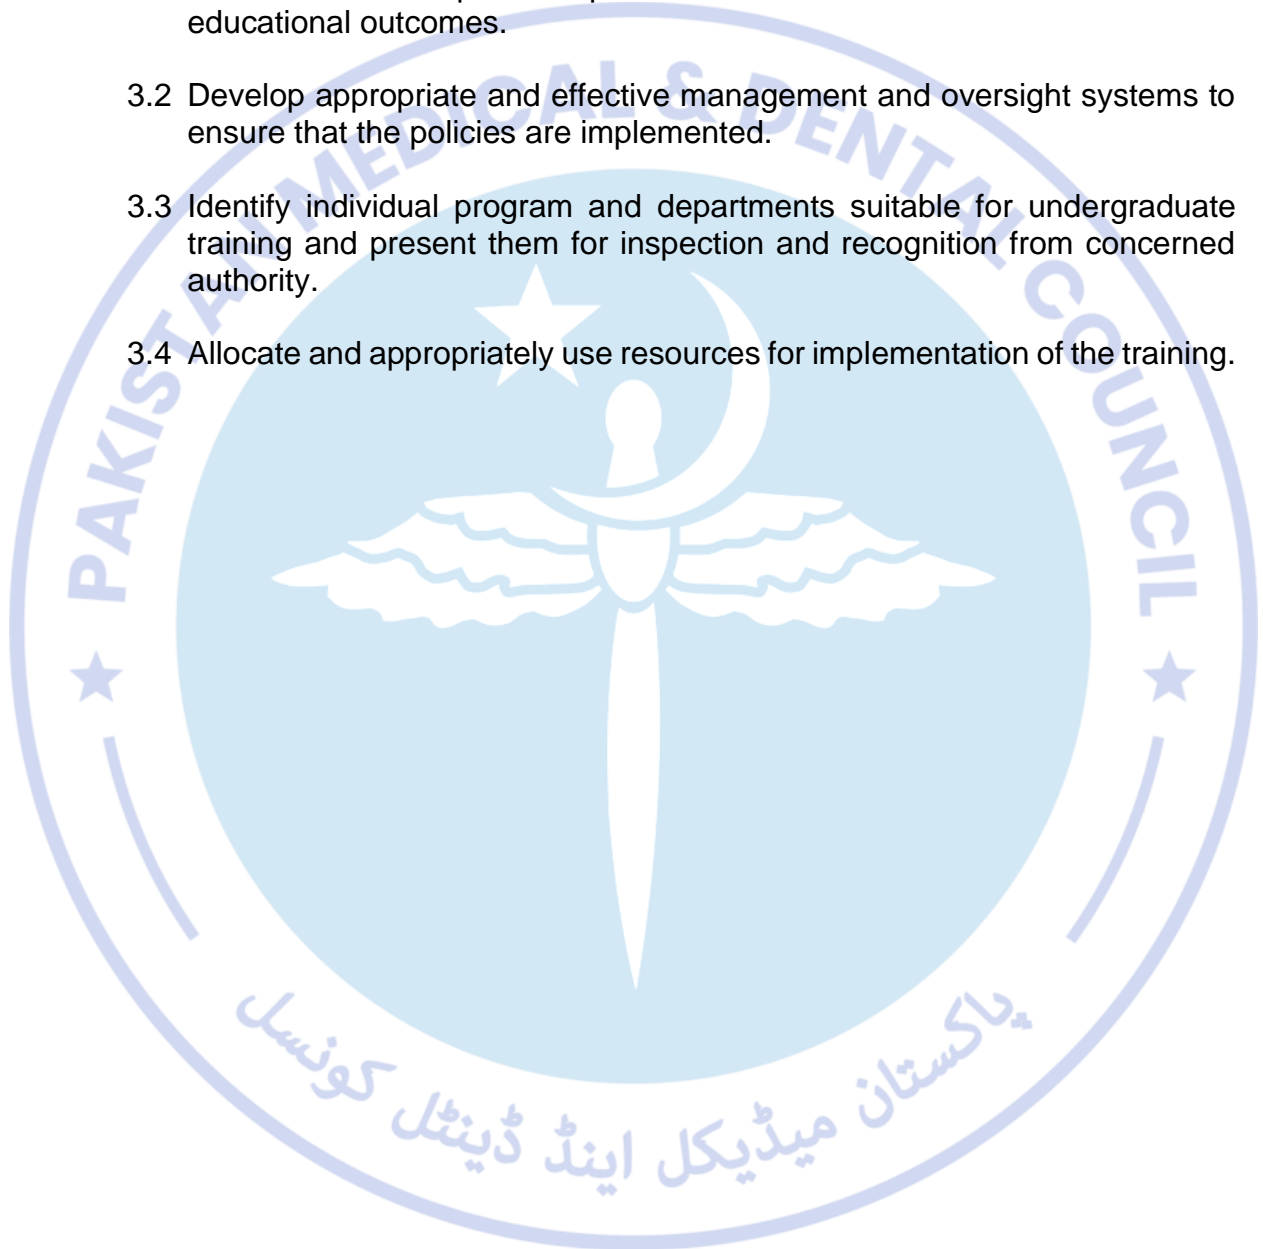 educational outcomes.
3.2 Develop appropriate and effective management and oversight systems to
ensure that the policies are implemented.
3.3 Identify individual program and departments suitable for undergraduate
training and present them for inspection and recognition from concerned
authority.
3.4 Allocate and appropriately use resources for implementation of the training.
PAKISTAN MEDICAL & DENTAL COUNCIL
پاکستان میڈیکل اینڈ ڈینٹل کونسل